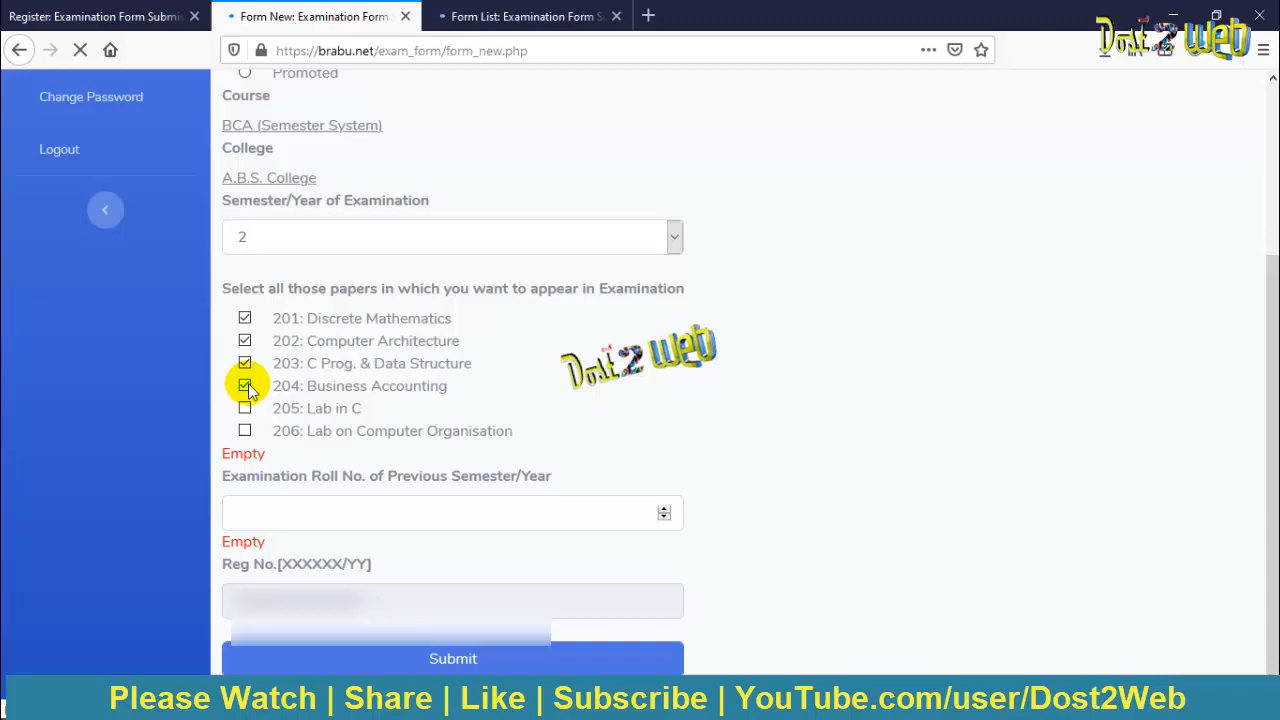 Register: Examination Form Submis
Form New: Examination Form
Form List: Examination Form S
https://brabu.net/exam_form/form_new.php
Dost2Web
Change Password
Logout
Promoted
Course
BCA (Semester System)
College
A.B.S. College
Semester/Year of Examination
2
Select all those papers in which you want to appear in Examination
201: Discrete Mathematics
202: Computer Architecture
203: C Prog. & Data Structure
Dost2Web
204: Business Accounting
205: Lab in C
206: Lab on Computer Organisation
Empty
Examination Roll No. of Previous Semester/Year
Empty
Reg No.[XXXXXX/YY]
Submit
Please Watch | Share | Like | Subscribe | YouTube.com/user/Dost2Web